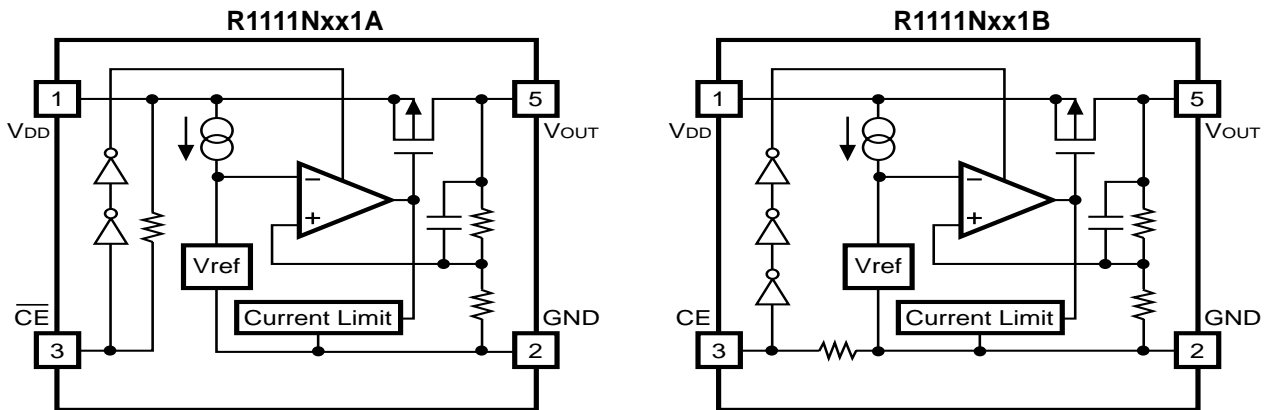 R1111Nxx1A
1
VDD
5
VOUT
−
+
Vref
Current Limit
CE
3
GND
2
R1111Nxx1B
1
VDD
5
VOUT
−
+
Vref
Current Limit
CE
3
GND
2